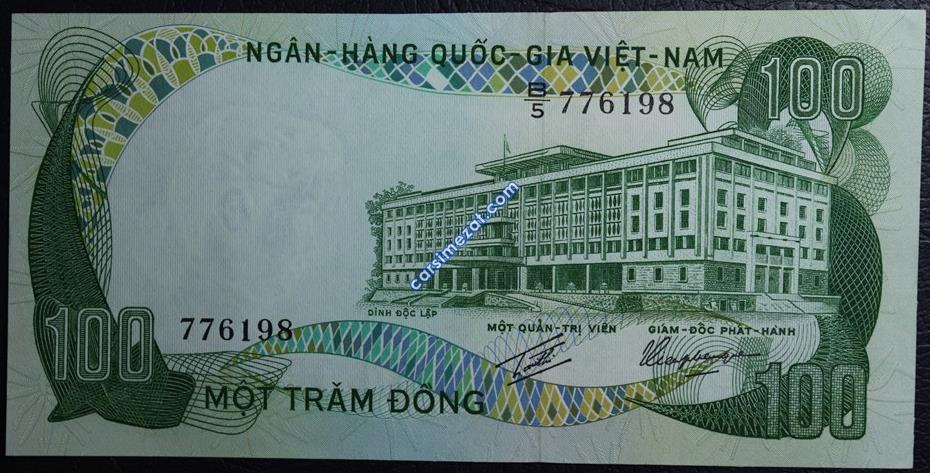 NGÂN-HÀNG QUỐC-GIA VIỆT-NAM
100
B/5 776198
carsimezat.com
DINH ĐỘC LẬP
MỘT QUẢN-TRỊ VIÊN
GIÁM-ĐỐC PHÁT-HÀNH
100
776198
100
MỘT TRĂM ĐỒNG